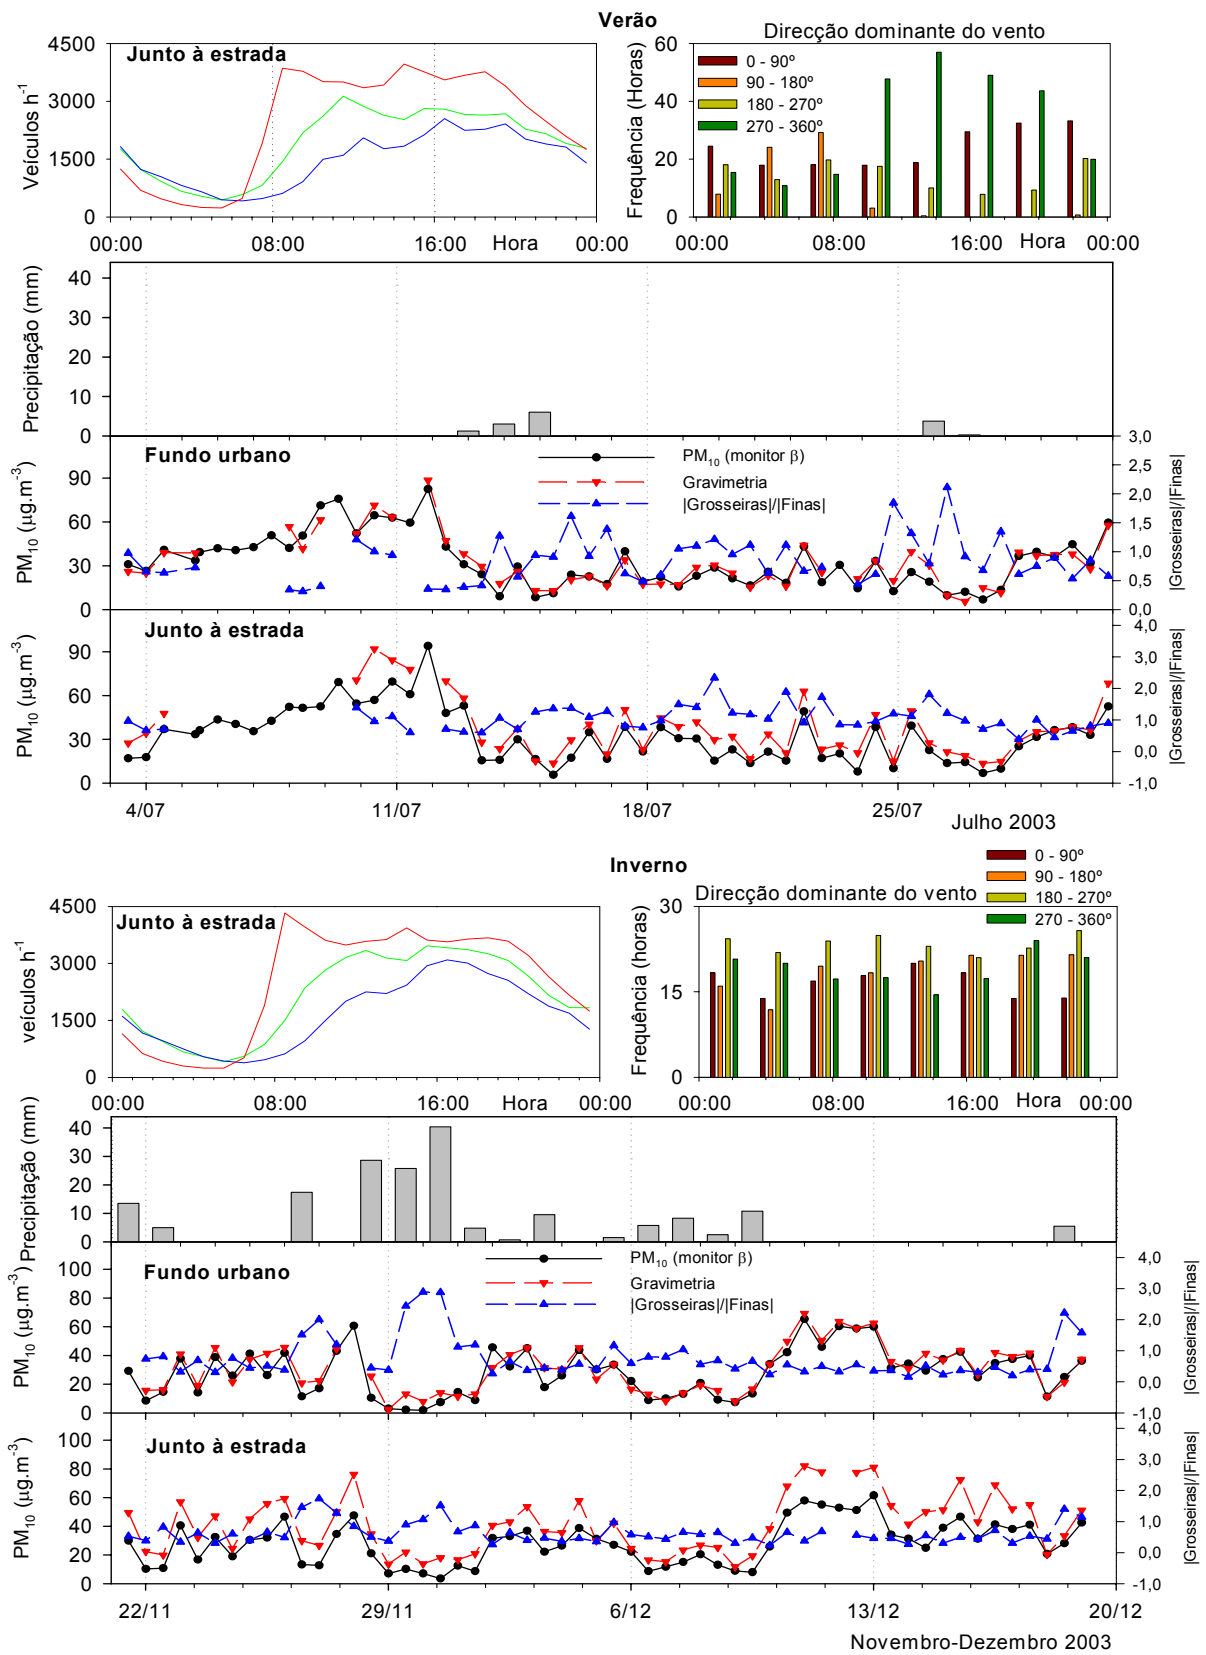 Verão
Junto à estrada
Direcção dominante do vento
Veículos h⁻¹
4500
3000
1500
0
00:00 08:00 16:00 Hora 00:00
Frequência (Horas)
60
40
20
0
0 - 90º
90 - 180º
180 - 270º
270 - 360º
00:00 08:00 16:00 Hora 00:00
Precipitação (mm)
40
30
20
10
0
Fundo urbano
PM₁₀ (µg.m⁻³)
90
60
30
0
PM₁₀ (monitor β)
Gravimetria
|Grosseiras|/|Finas|
3,0
2,5
2,0
1,5
1,0
0,5
0,0
|Grosseiras|/|Finas|
Junto à estrada
PM₁₀ (µg.m⁻³)
90
60
30
0
4,0
3,0
2,0
1,0
0,0
-1,0
|Grosseiras|/|Finas|
4/07 11/07 18/07 25/07
Julho 2003
Inverno
0 - 90º
90 - 180º
180 - 270º
270 - 360º
Junto à estrada
Direcção dominante do vento
veículos h⁻¹
4500
3000
1500
0
00:00 08:00 16:00 Hora 00:00
Frequência (horas)
30
15
0
00:00 08:00 16:00 Hora 00:00
Precipitação (mm)
40
30
20
10
0
Fundo urbano
PM₁₀ (µg.m⁻³)
100
80
60
40
20
0
PM₁₀ (monitor β)
Gravimetria
|Grosseiras|/|Finas|
4,0
3,0
2,0
1,0
0,0
-1,0
|Grosseiras|/|Finas|
Junto à estrada
PM₁₀ (µg.m⁻³)
100
80
60
40
20
0
4,0
3,0
2,0
1,0
0,0
-1,0
|Grosseiras|/|Finas|
22/11 29/11 6/12 13/12 20/12
Novembro-Dezembro 2003